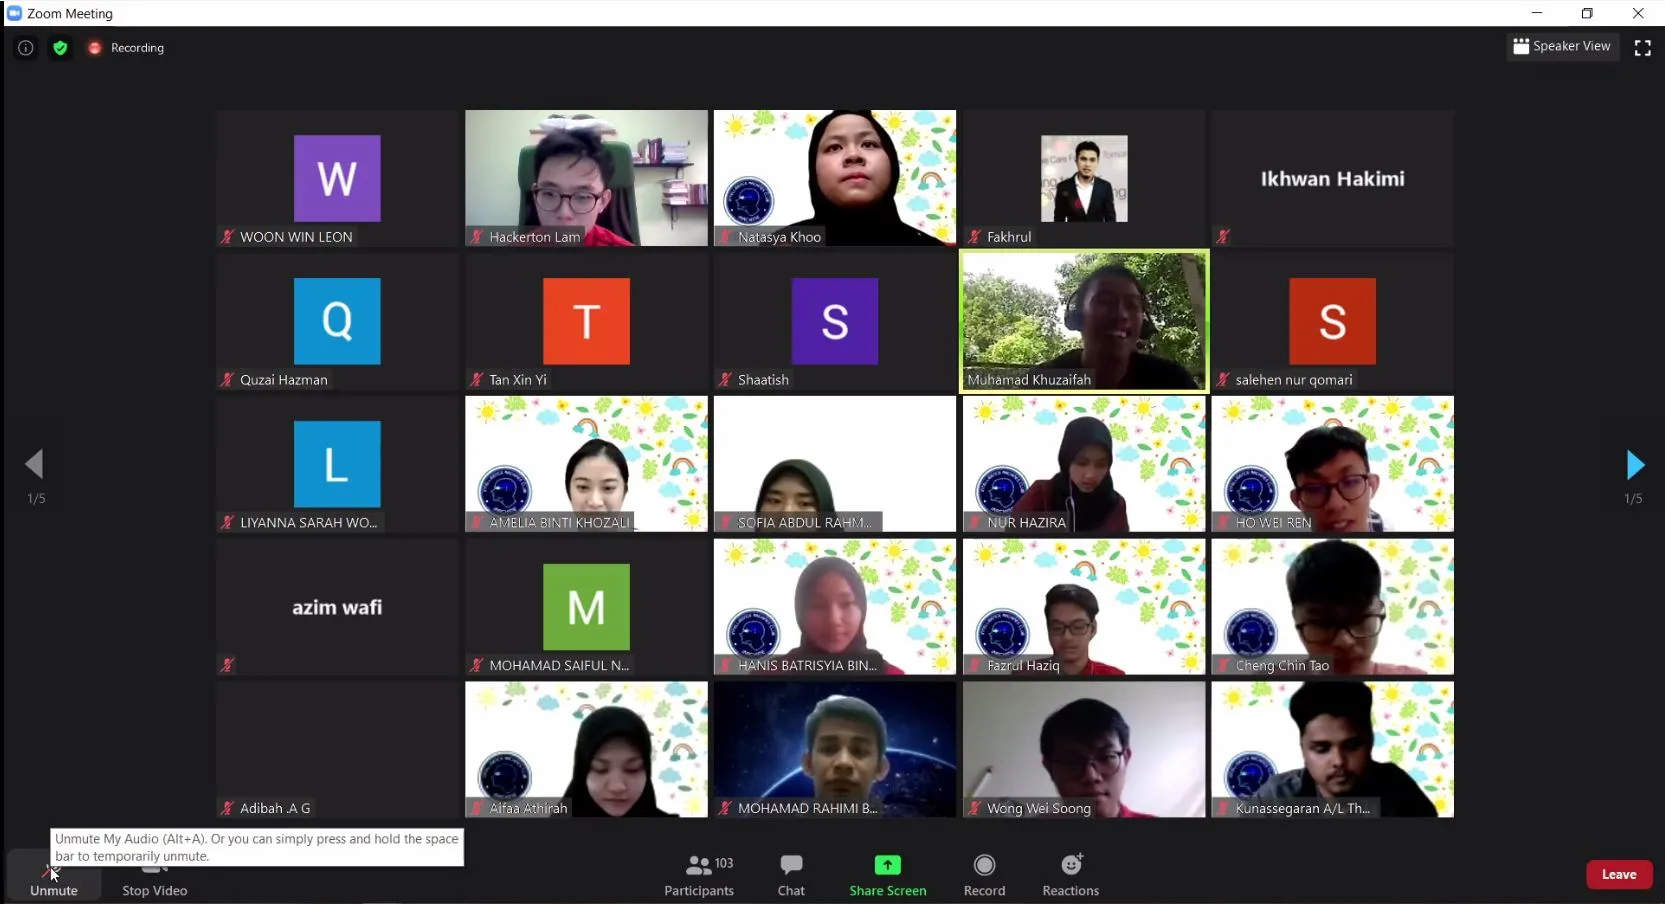 Zoom Meeting
Recording
Speaker View
W
WOON WIN LEON
Hackerton Lam
Natasya Khoo
Fakhrul
Ikhwan Hakimi
Q
Quzai Hazman
T
Tan Xin Yi
S
Shaatish
Muhamad Khuzaifah
S
salehen nur qomari
1/5
L
LIYANNA SARAH WO...
AMELIA BINTI KHOZALI
SOFIA ABDUL RAHM...
NUR HAZIRA
HO WEI REN
1/5
azim wafi
M
MOHAMAD SAIFUL N...
HANIS BATRISYIA BIN...
Fazrul Haziq
Cheng Chin Tao
Adibah .A G
Aifaa Athirah
MOHAMAD RAHIMI B...
Wong Wei Soong
Kunassegaran A/L Th...
Unmute My Audio (Alt+A). Or you can simply press and hold the space
bar to temporarily unmute.
Unmute
Stop Video
103
Participants
Chat
Share Screen
Record
Reactions
Leave